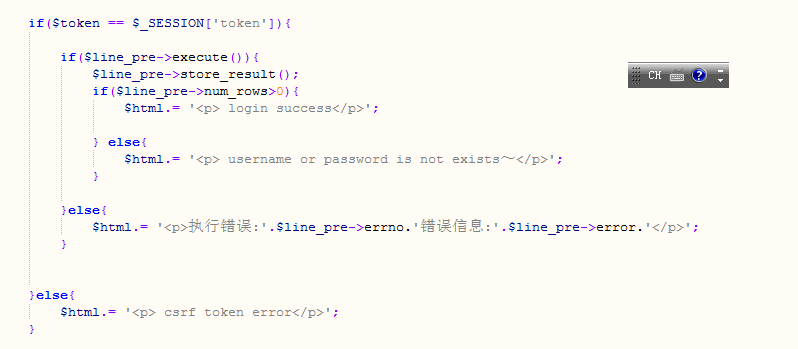 if($token == $_SESSION['token']){
if($line_pre->execute()){
$line_pre->store_result();
if($line_pre->num_rows>0){
$html.= '<p> login success</p>';
} else{
$html.= '<p> username or password is not exists～</p>';
}
}else{
$html.= '<p>执行错误:'.$line_pre->errno.'错误信息:'.$line_pre->error.'</p>';
}
}else{
$html.= '<p> csrf token error</p>';
}
CH ?